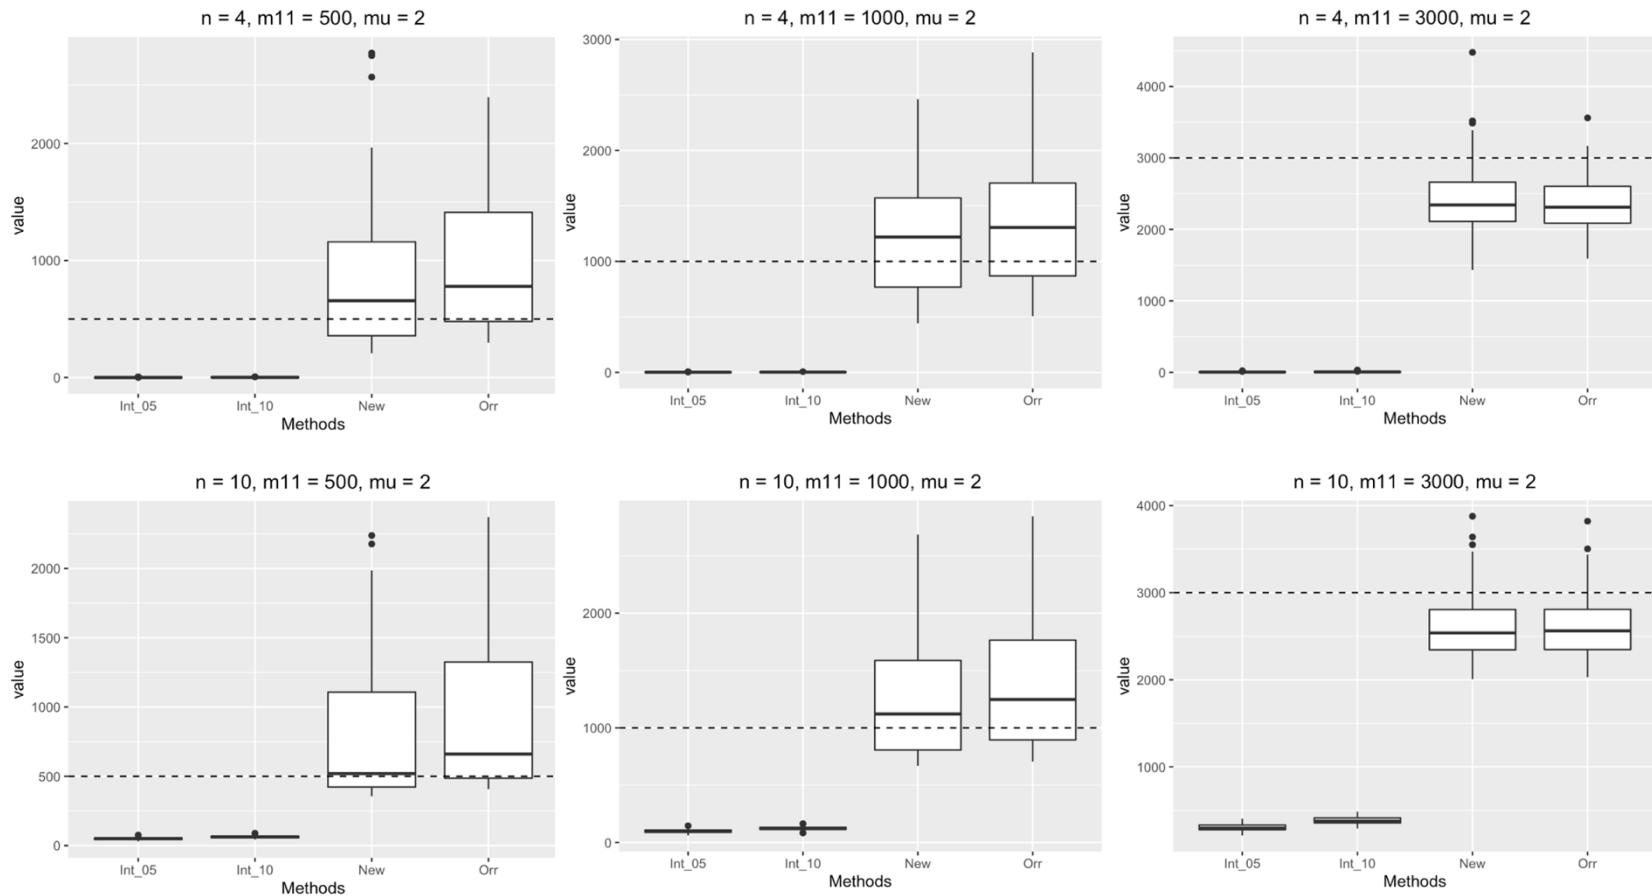 n = 4, m11 = 500, mu = 2
value
2000
1000
0
Int_05 Int_10 New Orr
Methods
n = 4, m11 = 1000, mu = 2
value
3000
2000
1000
0
Int_05 Int_10 New Orr
Methods
n = 4, m11 = 3000, mu = 2
value
4000
3000
2000
1000
0
Int_05 Int_10 New Orr
Methods
n = 10, m11 = 500, mu = 2
value
2000
1500
1000
500
0
Int_05 Int_10 New Orr
Methods
n = 10, m11 = 1000, mu = 2
value
2000
1000
0
Int_05 Int_10 New Orr
Methods
n = 10, m11 = 3000, mu = 2
value
4000
3000
2000
1000
Int_05 Int_10 New Orr
Methods